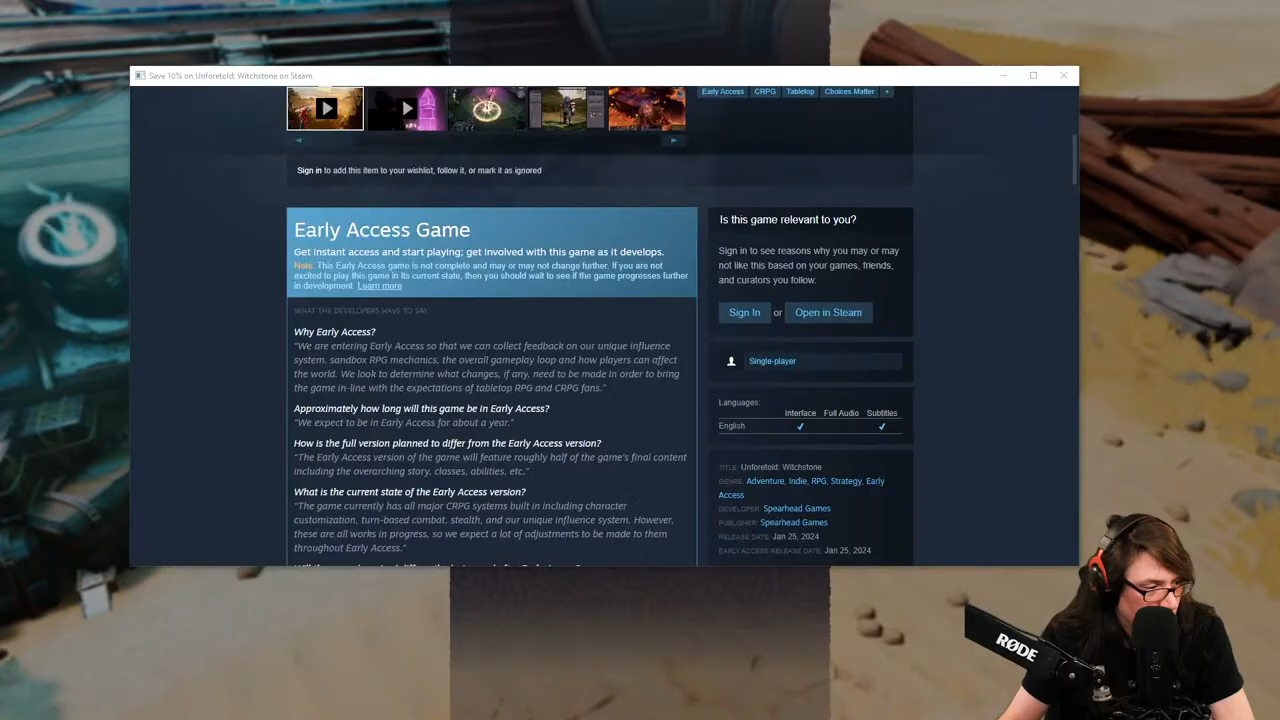 Save 10% on Unforetold: Witchstone on Steam
Early Access CRPG Tabletop Choices Matter +
Sign in to add this item to your wishlist, follow it, or mark it as ignored
Early Access Game
Get instant access and start playing; get involved with this game as it develops.
Note: This Early Access game is not complete and may or may not change further. If you are
not excited to play this game in its current state, then you should wait to see if the game progresses further
in development. Learn more
WHAT THE DEVELOPERS HAVE TO SAY:
Why Early Access?
“We are entering Early Access so that we can collect feedback on our unique influence
system, sandbox RPG mechanics, the overall gameplay loop and how players can affect
the world. We look to determine what changes, if any, need to be made in order to bring
the game in-line with the expectations of tabletop RPG and CRPG fans.”
Approximately how long will this game be in Early Access?
“We expect to be in Early Access for about a year.”
How is the full version planned to differ from the Early Access version?
“The Early Access version of the game will feature roughly half of the game's final content
including the overarching story, classes, abilities, etc.”
What is the current state of the Early Access version?
“The game currently has all major CRPG systems built in including character
customization, turn-based combat, stealth, and our unique influence system. However,
these are all works in progress, so we expect a lot of adjustments to be made to them
throughout Early Access.”
Is this game relevant to you?
Sign in to see reasons why you may or may
not like this based on your games, friends,
and curators you follow.
Sign In or Open in Steam
Single-player
Languages:
Interface Full Audio Subtitles
English ✔ ✔
TITLE: Unforetold: Witchstone
GENRE: Adventure, Indie, RPG, Strategy, Early
Access
DEVELOPER: Spearhead Games
PUBLISHER: Spearhead Games
RELEASE DATE: Jan 25, 2024
EARLY ACCESS RELEASE DATE: Jan 25, 2024
RØDE